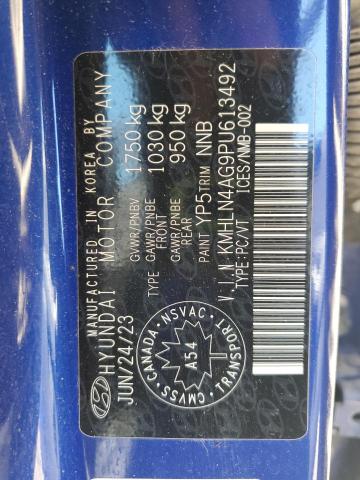 MANUFACTURED IN KOREA BY
HYUNDAI MOTOR COMPANY
JUN/24/23
GVWR/PNBV 1750 kg
TYPE GAWR/PNBE FRONT 1030 kg
GAWR/PNBE REAR 950 kg
PAINT YP5 TRIM NNB
V.I.N: KMHLN4AG9PU613492
TYPE:PC/VT ICES/NMB-002
CANADA · NSVAC
A54
CMVSS · TRANSPORT